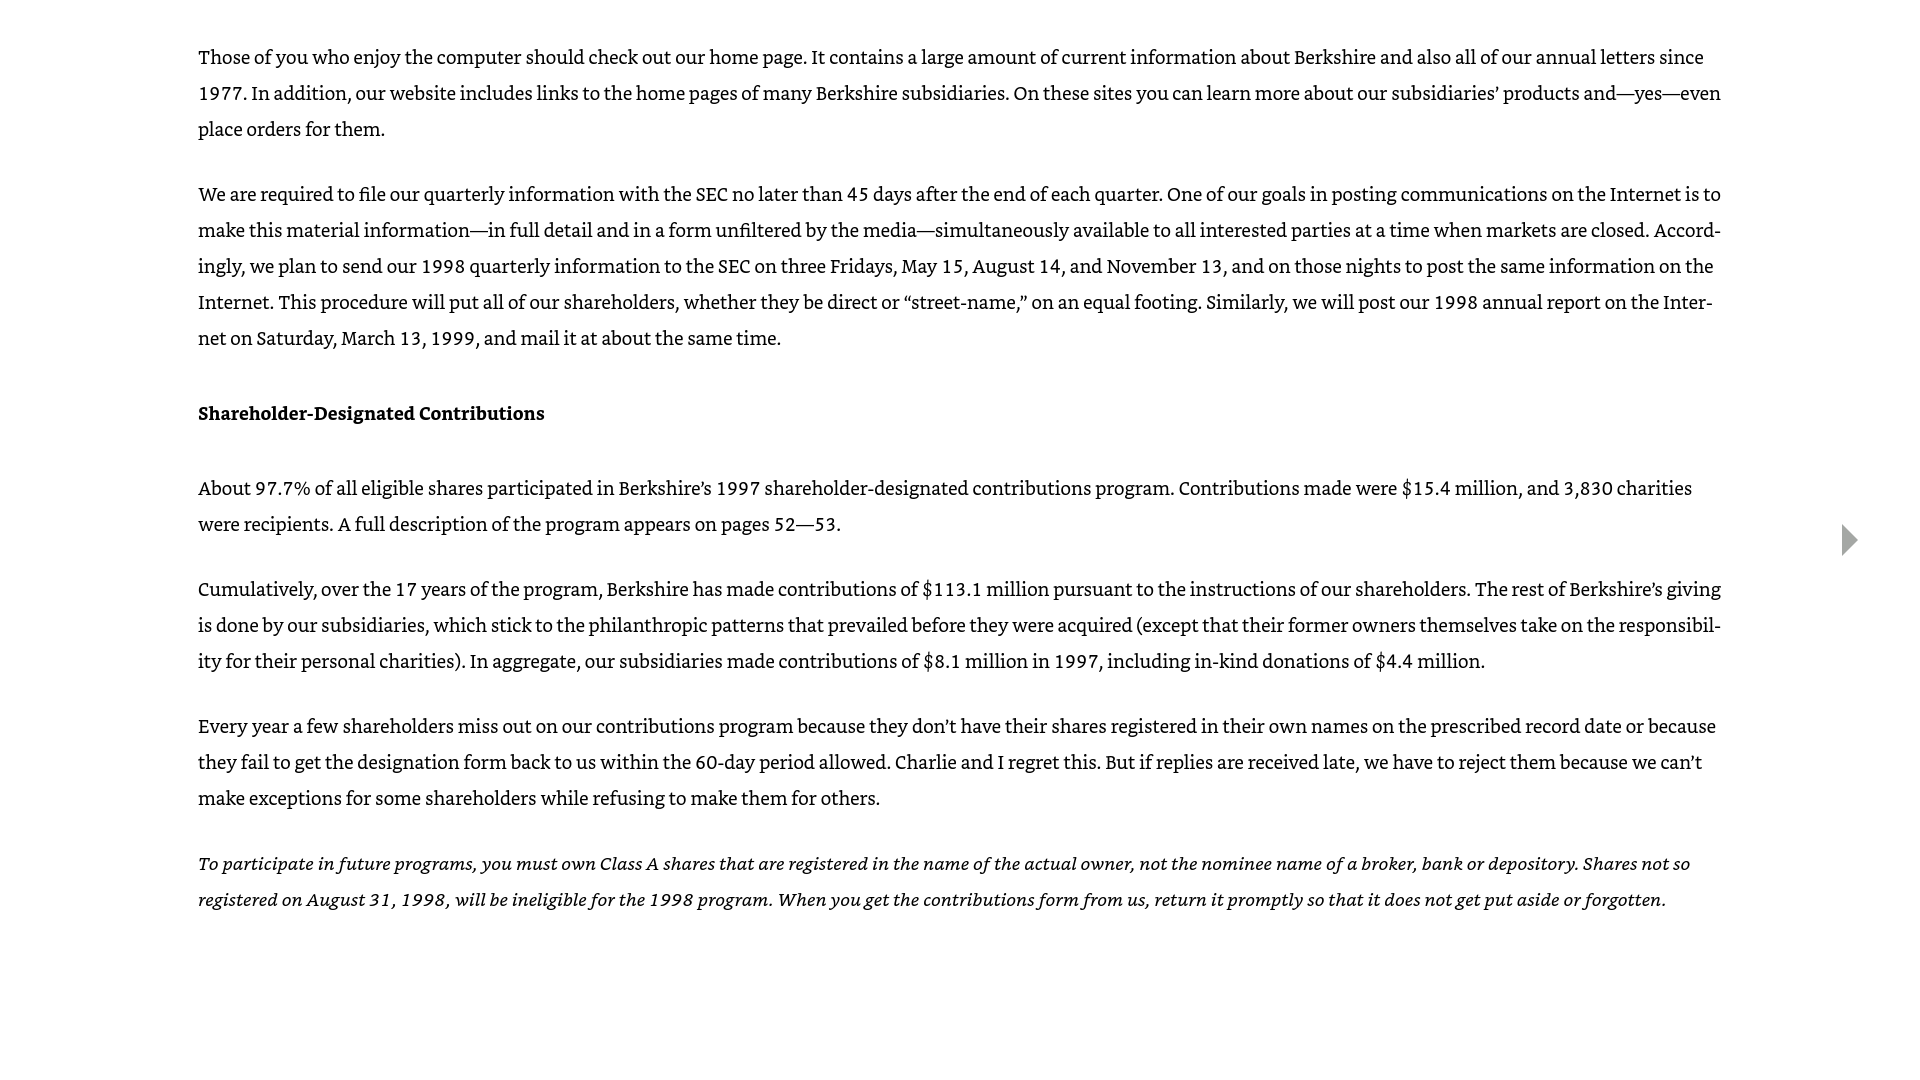 Those of you who enjoy the computer should check out our home page. It contains a large amount of current information about Berkshire and also all of our annual letters since
1977. In addition, our website includes links to the home pages of many Berkshire subsidiaries. On these sites you can learn more about our subsidiaries’ products and—yes—even
place orders for them.
We are required to file our quarterly information with the SEC no later than 45 days after the end of each quarter. One of our goals in posting communications on the Internet is to
make this material information—in full detail and in a form unfiltered by the media—simultaneously available to all interested parties at a time when markets are closed. Accord-
ingly, we plan to send our 1998 quarterly information to the SEC on three Fridays, May 15, August 14, and November 13, and on those nights to post the same information on the
Internet. This procedure will put all of our shareholders, whether they be direct or “street-name,” on an equal footing. Similarly, we will post our 1998 annual report on the Inter-
net on Saturday, March 13, 1999, and mail it at about the same time.
Shareholder-Designated Contributions
About 97.7% of all eligible shares participated in Berkshire’s 1997 shareholder-designated contributions program. Contributions made were $15.4 million, and 3,830 charities
were recipients. A full description of the program appears on pages 52—53.
Cumulatively, over the 17 years of the program, Berkshire has made contributions of $113.1 million pursuant to the instructions of our shareholders. The rest of Berkshire’s giving
is done by our subsidiaries, which stick to the philanthropic patterns that prevailed before they were acquired (except that their former owners themselves take on the responsibil-
ity for their personal charities). In aggregate, our subsidiaries made contributions of $8.1 million in 1997, including in-kind donations of $4.4 million.
Every year a few shareholders miss out on our contributions program because they don’t have their shares registered in their own names on the prescribed record date or because
they fail to get the designation form back to us within the 60-day period allowed. Charlie and I regret this. But if replies are received late, we have to reject them because we can’t
make exceptions for some shareholders while refusing to make them for others.
To participate in future programs, you must own Class A shares that are registered in the name of the actual owner, not the nominee name of a broker, bank or depository. Shares not so
registered on August 31, 1998, will be ineligible for the 1998 program. When you get the contributions form from us, return it promptly so that it does not get put aside or forgotten.